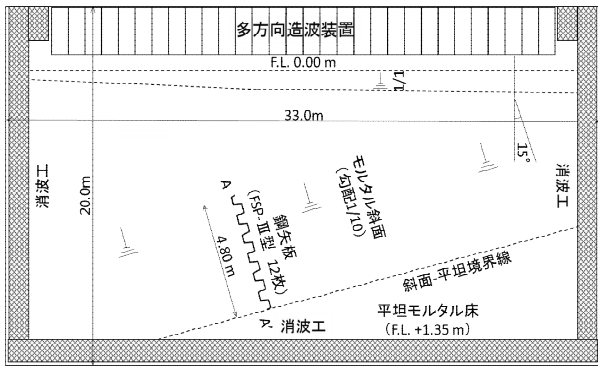 多方向造波装置
F.L. 0.00 m
1/1
33.0m
15°
消波工
20.0m
モルタル斜面
(勾配1/10)
消波工
A
鋼矢板
(FSP-Ⅲ型 12枚)
4.80 m
斜面-平坦境界線
A'
消波工
平坦モルタル床
(F.L. +1.35 m)